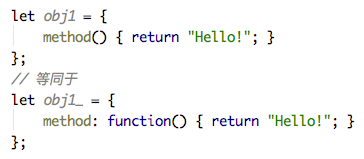 let obj1 = {
    method() { return "Hello!"; }
};
// 等同于
let obj1_ = {
    method: function() { return "Hello!"; }
};